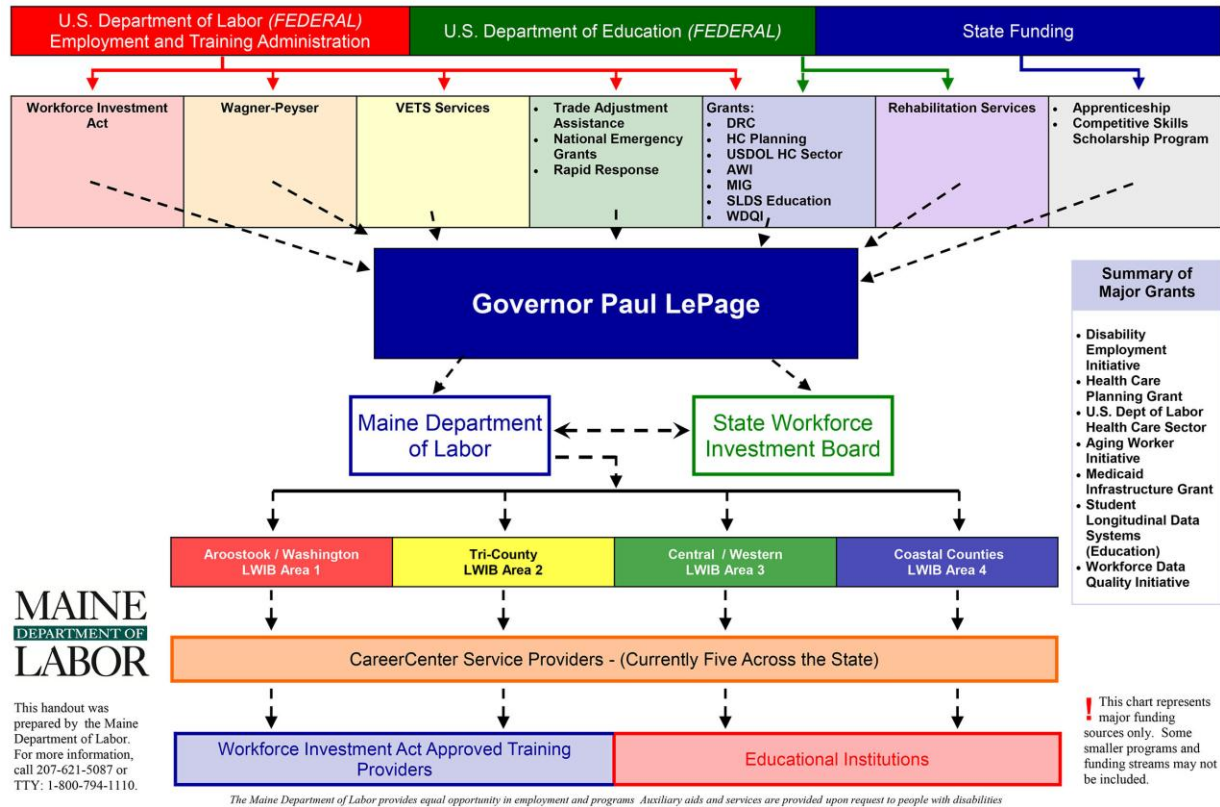 U.S. Department of Labor (FEDERAL)
Employment and Training Administration
U.S. Department of Education (FEDERAL)
State Funding
Workforce Investment
Act
Wagner-Peyser
VETS Services
• Trade Adjustment
Assistance
• National Emergency
Grants
• Rapid Response
Grants:
• DRC
• HC Planning
• USDOL HC Sector
• AWI
• MIG
• SLDS Education
• WDQI
Rehabilitation Services
• Apprenticeship
• Competitive Skills
Scholarship Program
Governor Paul LePage
Summary of
Major Grants
• Disability
Employment
Initiative
• Health Care
Planning Grant
• U.S. Dept of Labor
Health Care Sector
• Aging Worker
Initiative
• Medicaid
Infrastructure Grant
• Student
Longitudinal Data
Systems
(Education)
• Workforce Data
Quality Initiative
Maine Department
of Labor
State Workforce
Investment Board
Aroostook / Washington
LWIB Area 1
Tri-County
LWIB Area 2
Central / Western
LWIB Area 3
Coastal Counties
LWIB Area 4
MAINE
DEPARTMENT OF
LABOR
CareerCenter Service Providers - (Currently Five Across the State)
This handout was
prepared by the Maine
Department of Labor.
For more information,
call 207-621-5087 or
TTY: 1-800-794-1110.
Workforce Investment Act Approved Training
Providers
Educational Institutions
! This chart represents
major funding
sources only. Some
smaller programs and
funding streams may not
be included.
The Maine Department of Labor provides equal opportunity in employment and programs Auxiliary aids and services are provided upon request to people with disabilities